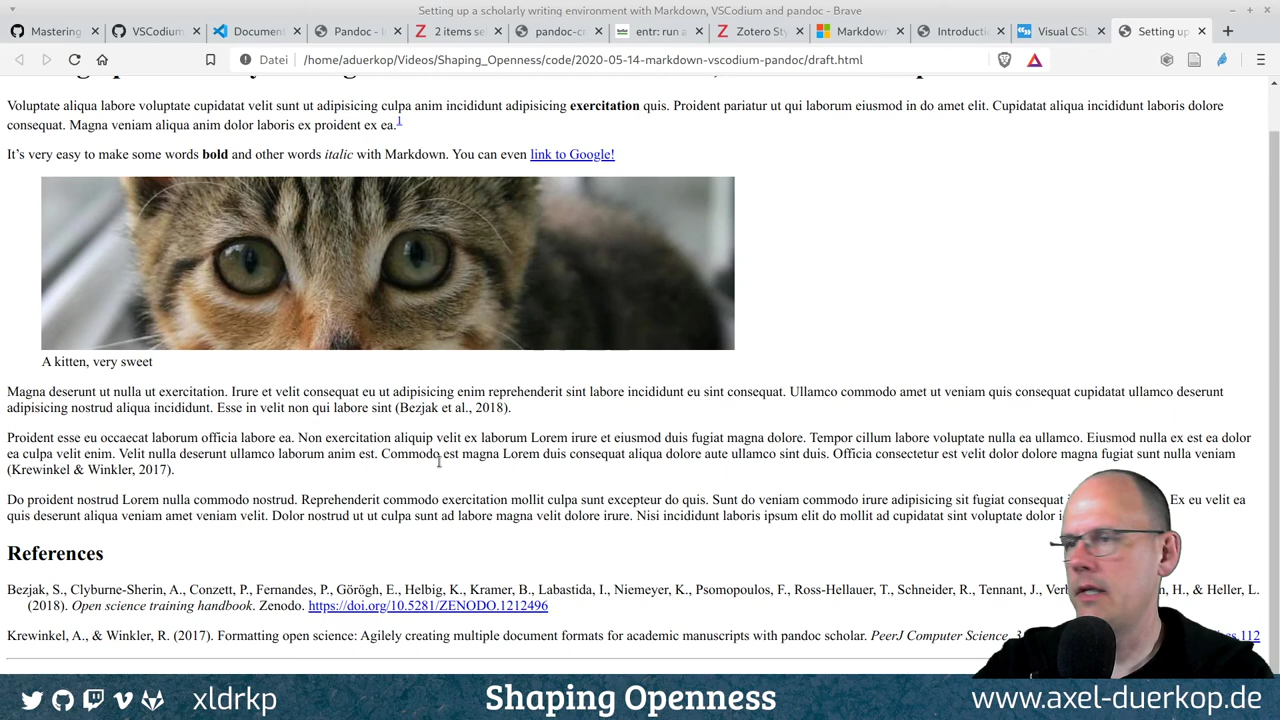 Setting up a scholarly writing environment with Markdown, VSCodium and pandoc - Brave
Mastering
VSCodium
Document
Pandoc -
2 items se
pandoc-c
entr: run a
Zotero Sty
Markdown
Introducti
Visual CSL
Setting up
Datei
/home/aduerkop/Videos/Shaping_Openness/code/2020-05-14-markdown-vscodium-pandoc/draft.html
Voluptate aliqua labore voluptate cupidatat velit sunt ut adipisicing culpa anim incididunt adipisicing exercitation quis. Proident pariatur ut qui laborum eiusmod in do amet elit. Cupidatat aliqua incididunt laboris dolore
consequat. Magna veniam aliqua anim dolor laboris ex proident ex ea.1
It’s very easy to make some words bold and other words italic with Markdown. You can even link to Google!
A kitten, very sweet
Magna deserunt ut nulla ut exercitation. Irure et velit consequat eu ut adipisicing enim reprehenderit sint labore incididunt eu sint consequat. Ullamco commodo amet ut veniam quis consequat cupidatat ullamco deserunt
adipisicing nostrud aliqua incididunt. Esse in velit non qui labore sint (Bezjak et al., 2018).
Proident esse eu occaecat laborum officia labore ea. Non exercitation aliquip velit ex laborum Lorem irure et eiusmod duis fugiat magna dolore. Tempor cillum labore voluptate nulla ea ullamco. Eiusmod nulla ex est ea dolor
ea culpa velit enim. Velit nulla deserunt ullamco laborum anim est. Commodo est magna Lorem duis consequat aliqua dolore aute ullamco sint duis. Officia consectetur est velit dolor dolore magna fugiat sunt nulla veniam
(Krewinkel & Winkler, 2017).
Do proident nostrud Lorem nulla commodo nostrud. Reprehenderit commodo exercitation mollit culpa sunt excepteur do quis. Sunt do veniam commodo irure adipisicing sit fugiat consequat Ex eu velit ea
quis deserunt aliqua veniam amet veniam velit. Dolor nostrud ut ut culpa sunt ad labore magna velit dolore irure. Nisi incididunt laboris ipsum elit do mollit ad cupidatat sint voluptate dolor
References
Bezjak, S., Clyburne-Sherin, A., Conzett, P., Fernandes, P., Görögh, E., Helbig, K., Kramer, B., Labastida, I., Niemeyer, K., Psomopoulos, F., Ross-Hellauer, T., Schneider, R., Tennant, J., H., & Heller, L.
(2018). Open science training handbook. Zenodo. https://doi.org/10.5281/ZENODO.1212496
Krewinkel, A., & Winkler, R. (2017). Formatting open science: Agilely creating multiple document formats for academic manuscripts with pandoc scholar. PeerJ Computer Science, 3 112
xldrkp
Shaping Openness
www.axel-duerkop.de